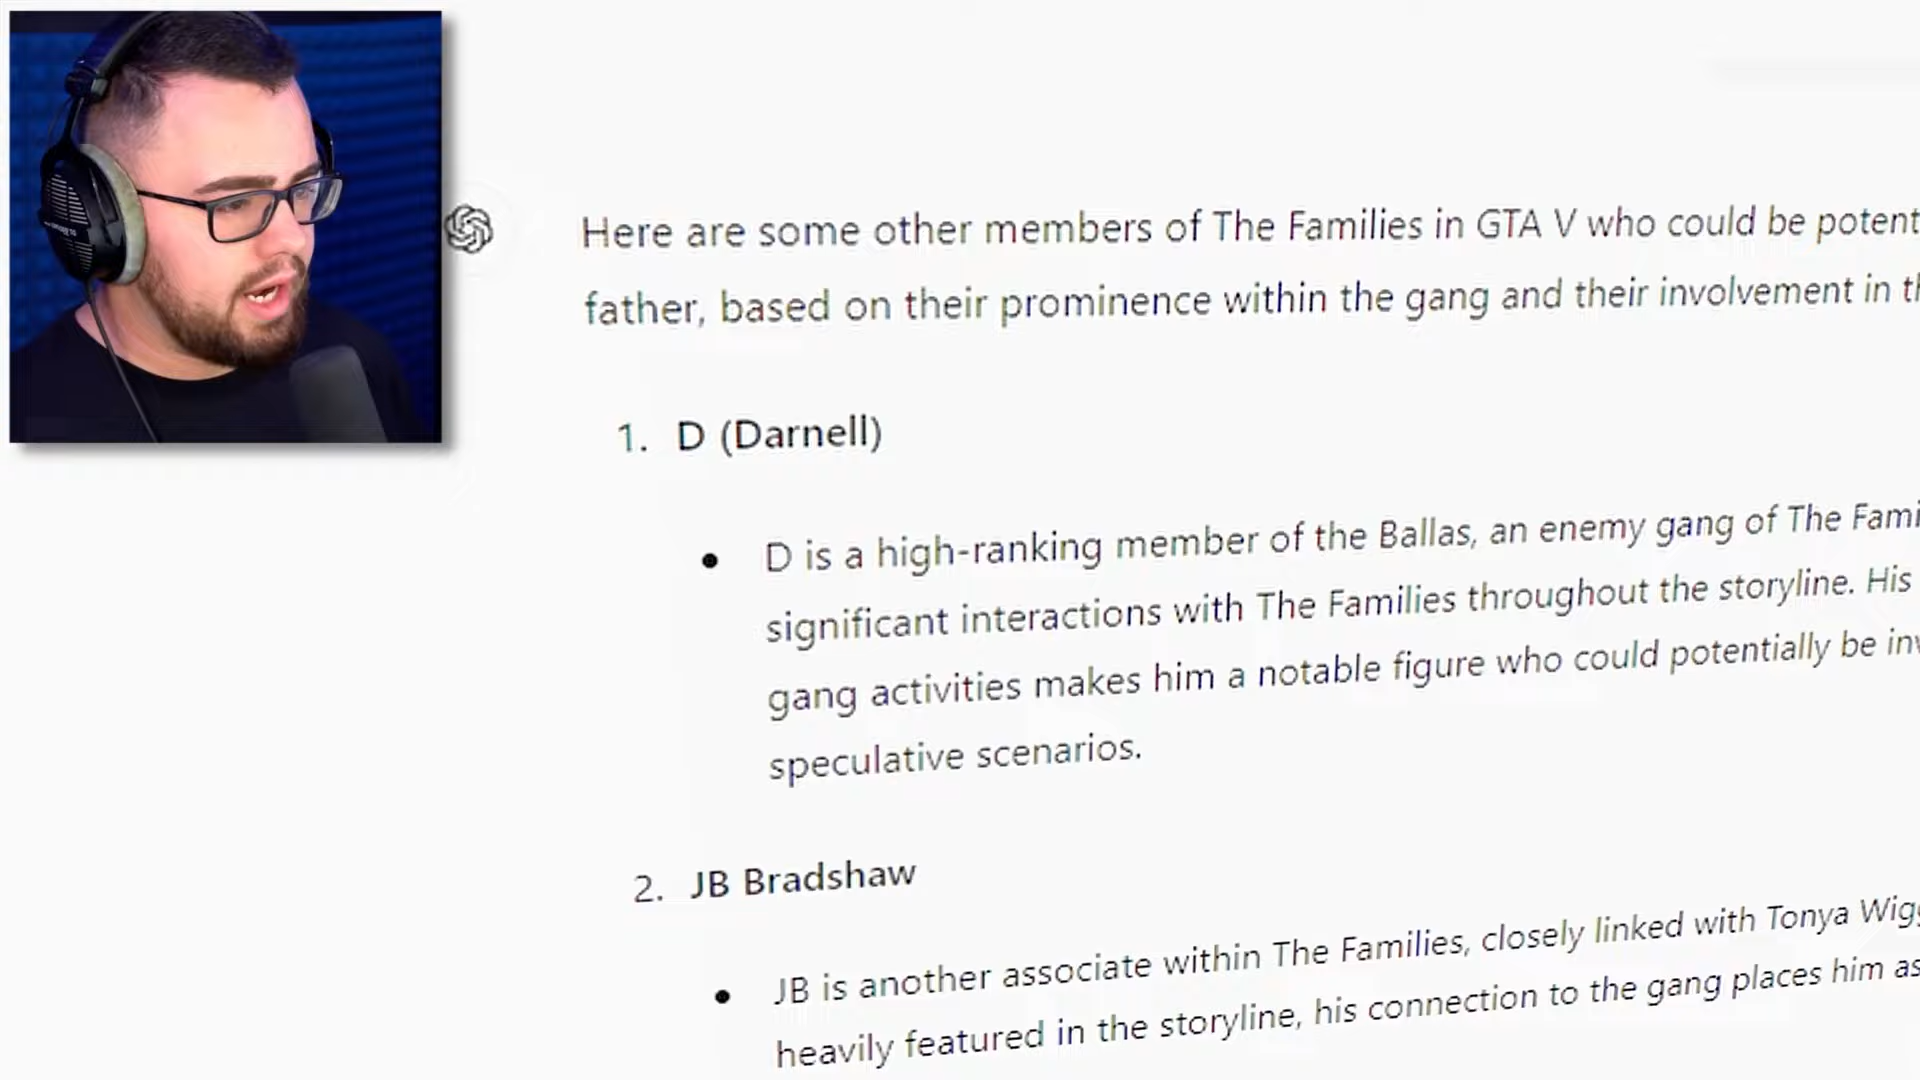 Here are some other members of The Families in GTA V who could be potent
father, based on their prominence within the gang and their involvement in th
1. D (Darnell)
• D is a high-ranking member of the Ballas, an enemy gang of The Fami
significant interactions with The Families throughout the storyline. His
gang activities makes him a notable figure who could potentially be inv
speculative scenarios.
2. JB Bradshaw
• JB is another associate within The Families, closely linked with Tonya Wigg
heavily featured in the storyline, his connection to the gang places him as